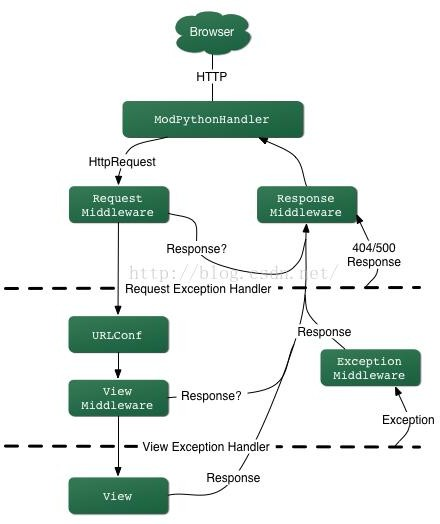 Browser
HTTP
ModPythonHandler
HttpRequest
Request
Middleware
Response
Middleware
Response?
404/500
Response
http://blog.csdn.net/
Request Exception Handler
URLConf
Response
Exception
Middleware
View
Middleware
Response?
Exception
View Exception Handler
Response
View